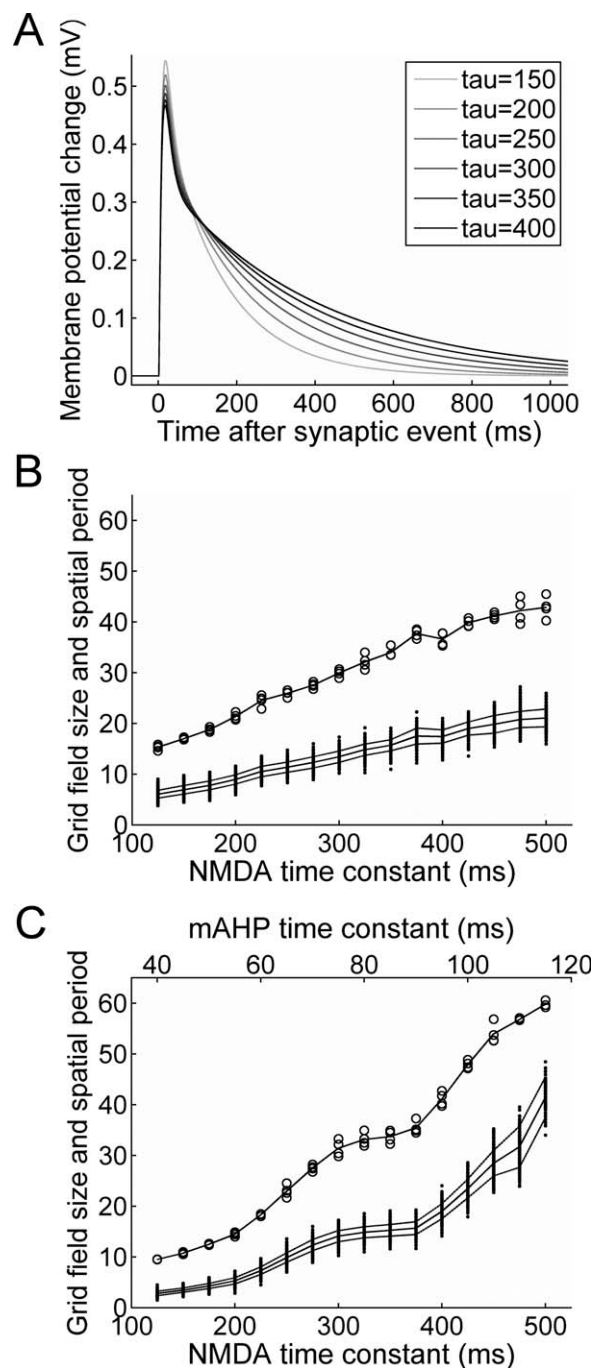 A
Membrane potential change (mV)
0.5
0.4
0.3
0.2
0.1
0
tau=150
tau=200
tau=250
tau=300
tau=350
tau=400
0 200 400 600 800 1000
Time after synaptic event (ms)
B
Grid field size and spatial period
60
50
40
30
20
10
0
100 200 300 400 500
NMDA time constant (ms)
C
mAHP time constant (ms)
40 60 80 100 120
Grid field size and spatial period
60
50
40
30
20
10
0
100 200 300 400 500
NMDA time constant (ms)